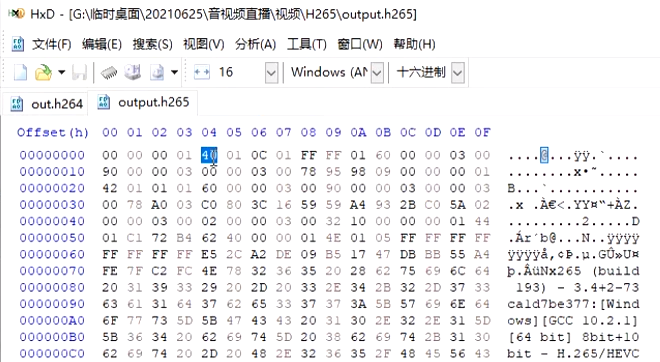 HxD - [G:\临时桌面\20210625\音视频直播\视频\H265\output.h265]
文件(F) 编辑(E) 搜索(S) 视图(V) 分析(A) 工具(T) 窗口(W) 帮助(H)
16 Windows (AN 十六进制
out.h264 output.h265
Offset(h) 00 01 02 03 04 05 06 07 08 09 0A 0B 0C 0D 0E 0F
00000000 00 00 00 01 40 01 0C 01 FF FF 01 60 00 00 03 00 ....@...ÿÿ.`....
00000010 90 00 00 03 00 00 03 00 78 95 98 09 00 00 00 01 ........x•˜.....
00000020 42 01 01 01 60 00 00 03 00 90 00 00 03 00 00 03 B...`...........
00000030 00 78 A0 03 C0 80 3C 16 59 59 A4 93 2B C0 5A 02 .x .À€<.YY¤“+ÀZ.
00000040 00 00 03 00 02 00 00 03 00 32 10 00 00 00 01 44 .........2.....D
00000050 01 C1 72 B4 62 40 00 00 01 4E 01 05 FF FF FF FF .Ár´b@...N..ÿÿÿÿ
00000060 FF FF FF FF FF E5 2C A2 DE 09 B5 17 47 DB BB 55 A4 ÿÿÿÿå,¢Þ.µ.GÛ»U¤
00000070 FE 7F C2 FC 4E 78 32 36 35 20 28 62 75 69 6C 64 þ.ÂüNx265 (build
00000080 20 31 39 33 29 20 2D 20 33 2E 34 2B 32 2D 37 33 193) - 3.4+2-73
00000090 63 61 31 64 37 62 65 33 37 37 3A 5B 57 69 6E 64 ca1d7be377:[Wind
000000A0 6F 77 73 5D 5B 47 43 43 20 31 30 2E 32 2E 31 5D ows][GCC 10.2.1]
000000B0 5B 36 34 20 62 69 74 5D 20 38 62 69 74 2B 31 30 [64 bit] 8bit+10
000000C0 62 69 74 20 2D 20 48 2E 32 36 35 2F 48 45 56 43 bit - H.265/HEVC